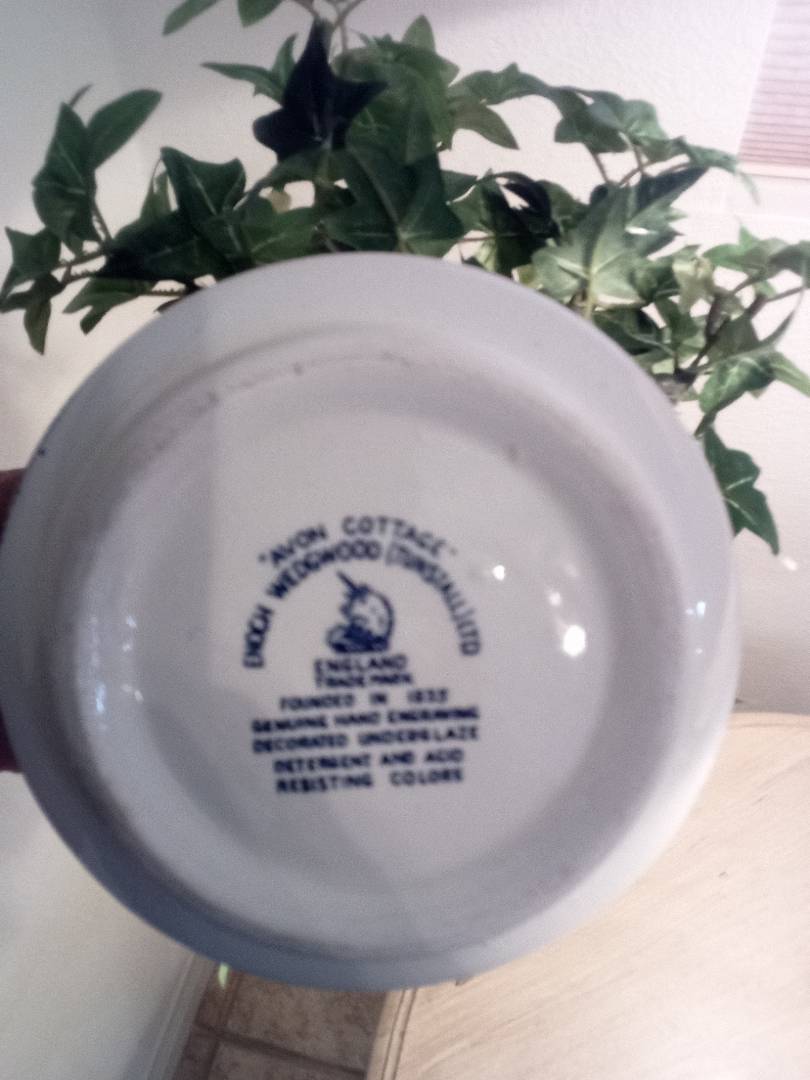 "AVON COTTAGE"
ENOCH WEDGWOOD (TUNSTALL) LTD
ENGLAND
TRADE MARK
FOUNDED IN 1835
GENUINE HAND ENGRAVING
DECORATED UNDERGLAZE
DETERGENT AND ACID
RESISTING COLORS